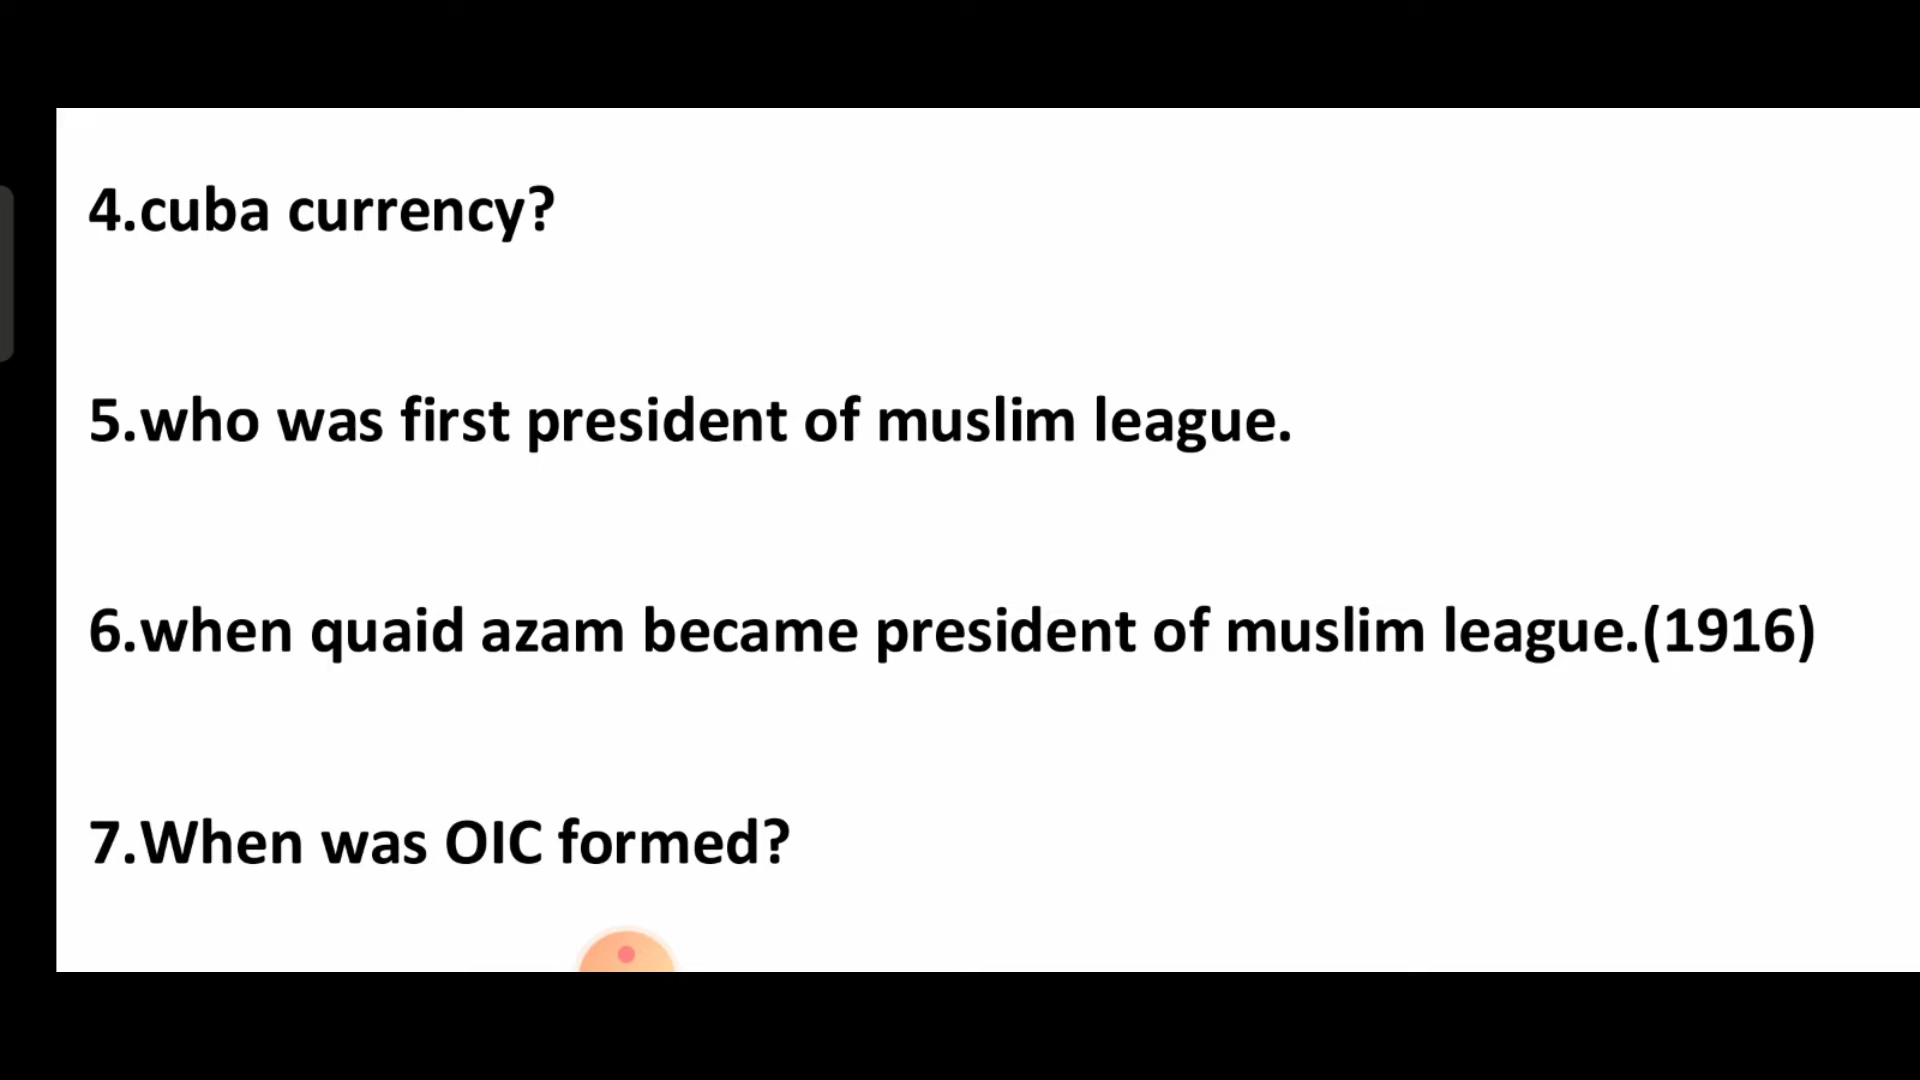 4.cuba currency?
5.who was first president of muslim league.
6.when quaid azam became president of muslim league.(1916)
7.When was OIC formed?